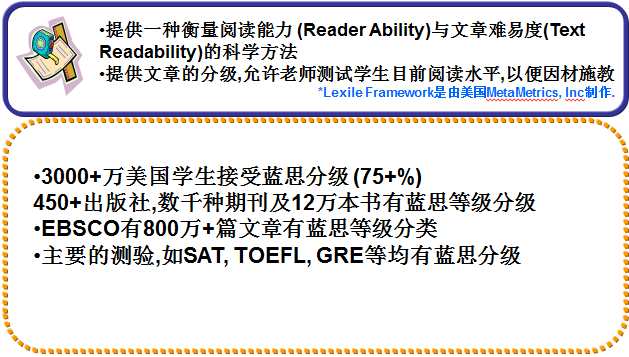 •提供一种衡量阅读能力 (Reader Ability)与文章难易度(Text
Readability)的科学方法
•提供文章的分级,允许老师测试学生目前阅读水平,以便因材施教
*Lexile Framework是由美国MetaMetrics, Inc制作.
•3000+万美国学生接受蓝思分级 (75+%)
450+出版社,数千种期刊及12万本书有蓝思等级分级
•EBSCO有800万+篇文章有蓝思等级分类
•主要的测验,如SAT, TOEFL, GRE等均有蓝思分级